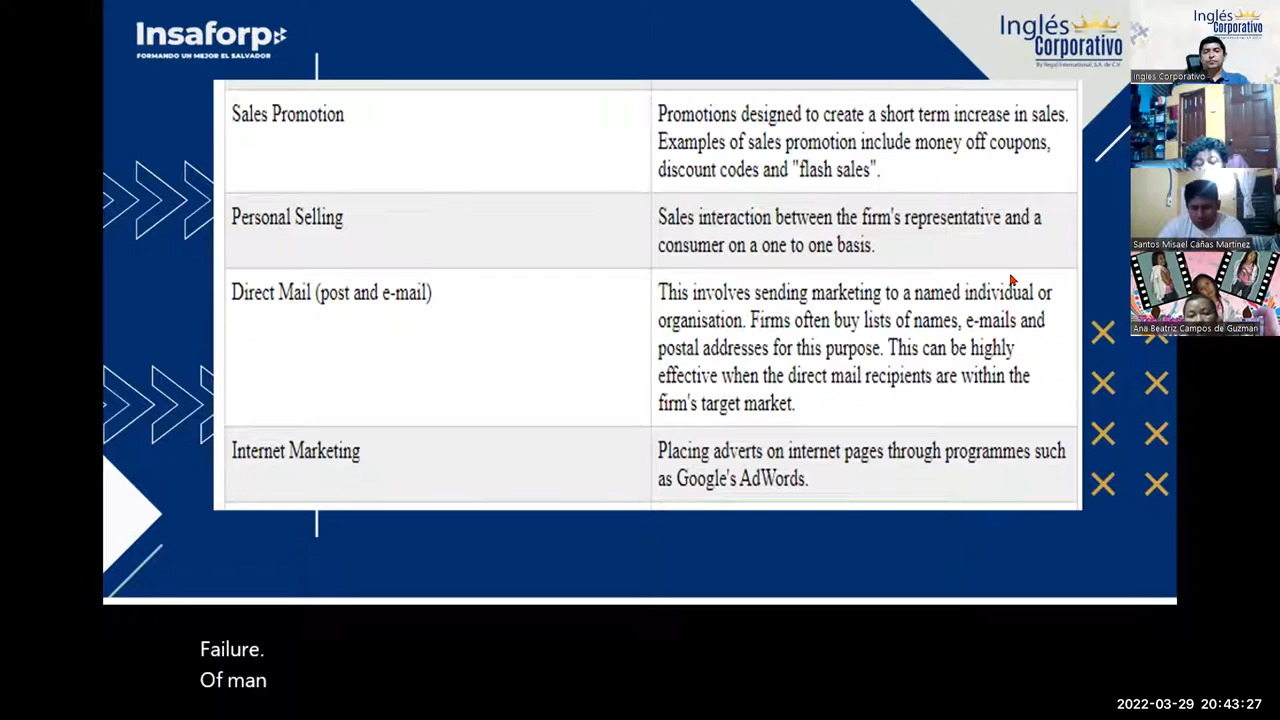 Insaforp
FORMANDO UN MEJOR EL SALVADOR
Inglés
Corporativo
By Regal International, S.A. de C.V.
Inglés
Corporativo
Ingles Corporativo
Sales Promotion
Promotions designed to create a short term increase in sales.
Examples of sales promotion include money off coupons,
discount codes and "flash sales".
Personal Selling
Sales interaction between the firm's representative and a
consumer on a one to one basis.
Santos Misael Cañas Martinez
Direct Mail (post and e-mail)
This involves sending marketing to a named individual or
organisation. Firms often buy lists of names, e-mails and
postal addresses for this purpose. This can be highly
effective when the direct mail recipients are within the
firm's target market.
Ana Beatriz Campos de Guzman
Internet Marketing
Placing adverts on internet pages through programmes such
as Google's AdWords.
Failure.
Of man
2022-03-29 20:43:27